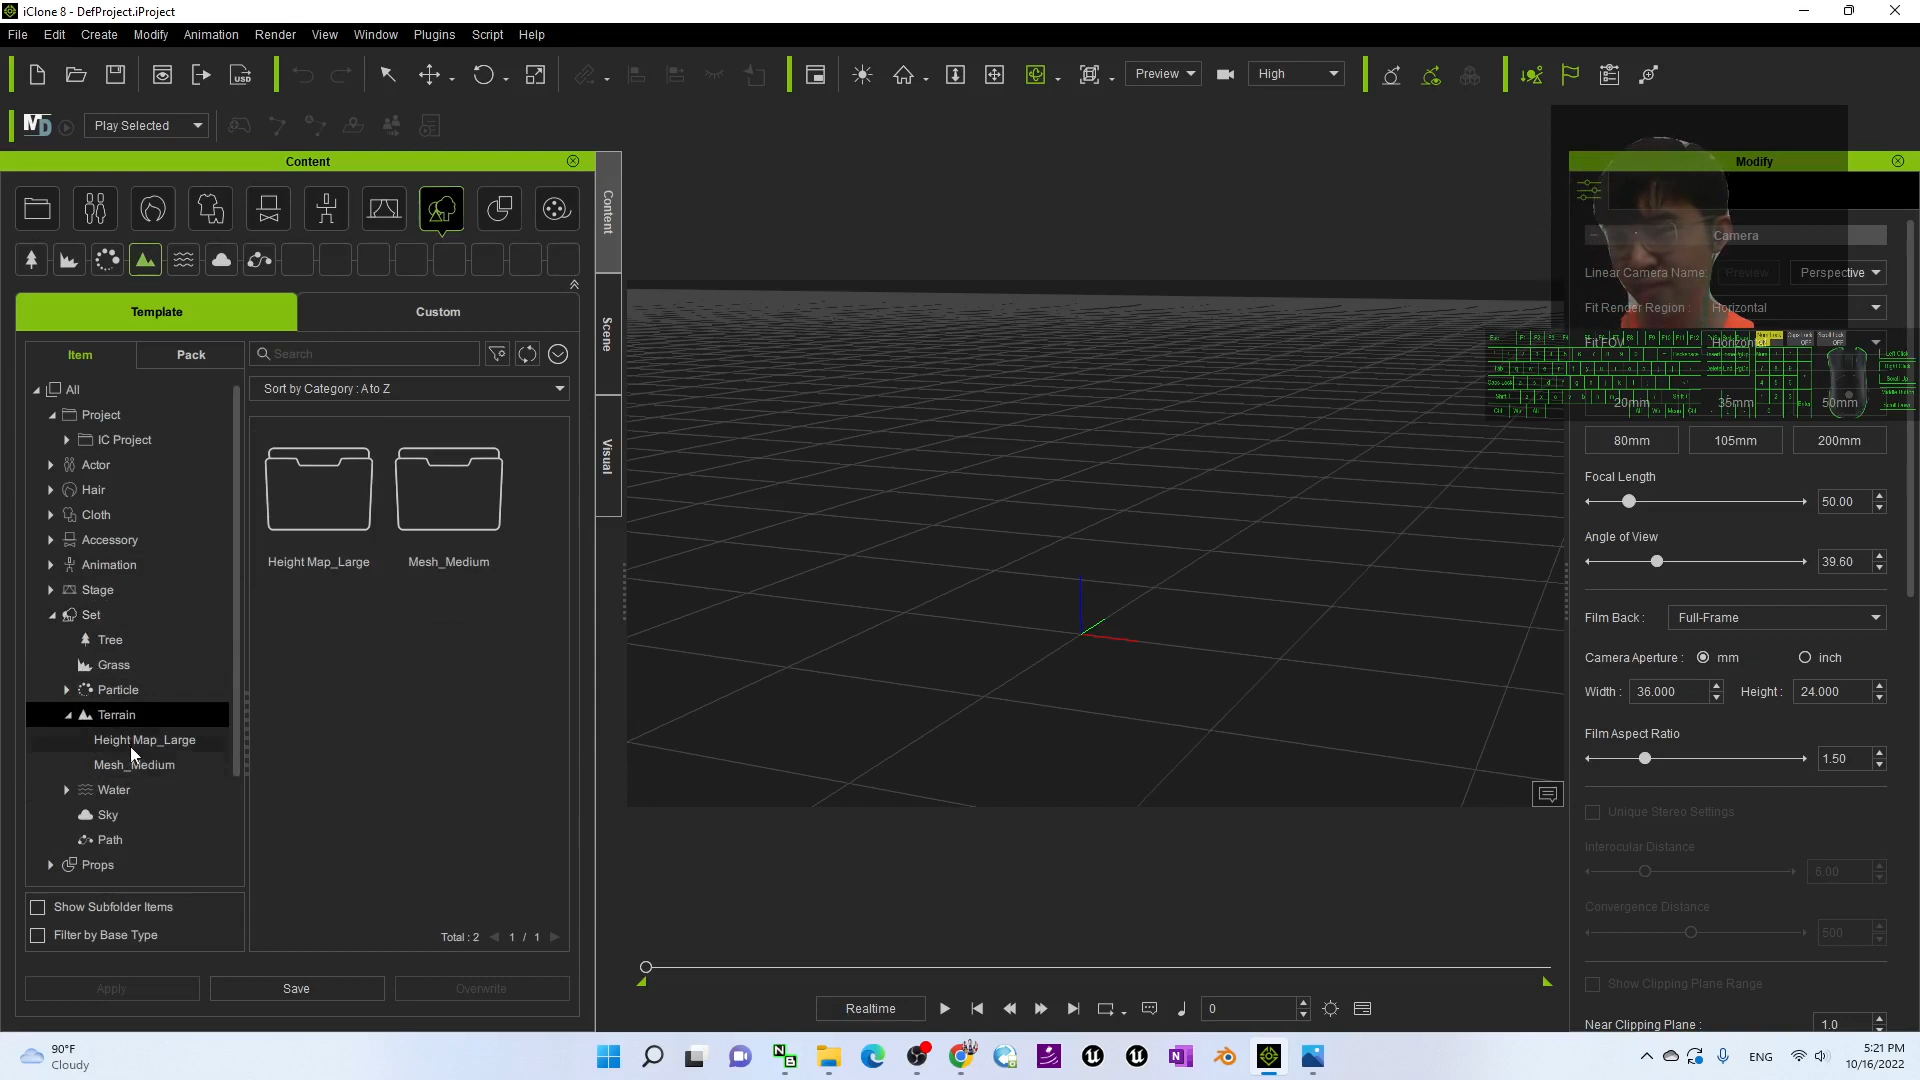 iClone 8 - DefProject.iProject
File Edit Create Modify Animation Render View Window Plugins Script Help
USD
Preview
High
MD
Play Selected
Content
Template
Custom
Item
Pack
Search
Sort by Category : A to Z
All
Project
IC Project
Actor
Hair
Cloth
Accessory
Animation
Stage
Set
Tree
Grass
Particle
Terrain
Height Map_Large
Mesh_Medium
Water
Sky
Path
Props
Show Subfolder Items
Filter by Base Type
Height Map_Large
Mesh_Medium
Total : 2 1 / 1
Apply
Save
Overwrite
Content
Scene
Visual
Realtime
0
Modify
Camera
Linear Camera Name:
Preview
Perspective
Fit Render Region :
Horizontal
Fit FOV
20mm
35mm
50mm
80mm
105mm
200mm
Focal Length
50.00
Angle of View
39.60
Film Back :
Full-Frame
Camera Aperture :
mm
inch
Width :
36.000
Height :
24.000
Film Aspect Ratio
1.50
Unique Stereo Settings
Interocular Distance
6.00
Convergence Distance
500
Show Clipping Plane Range
Near Clipping Plane :
1.0
90°F
Cloudy
ENG
5:21 PM
10/16/2022